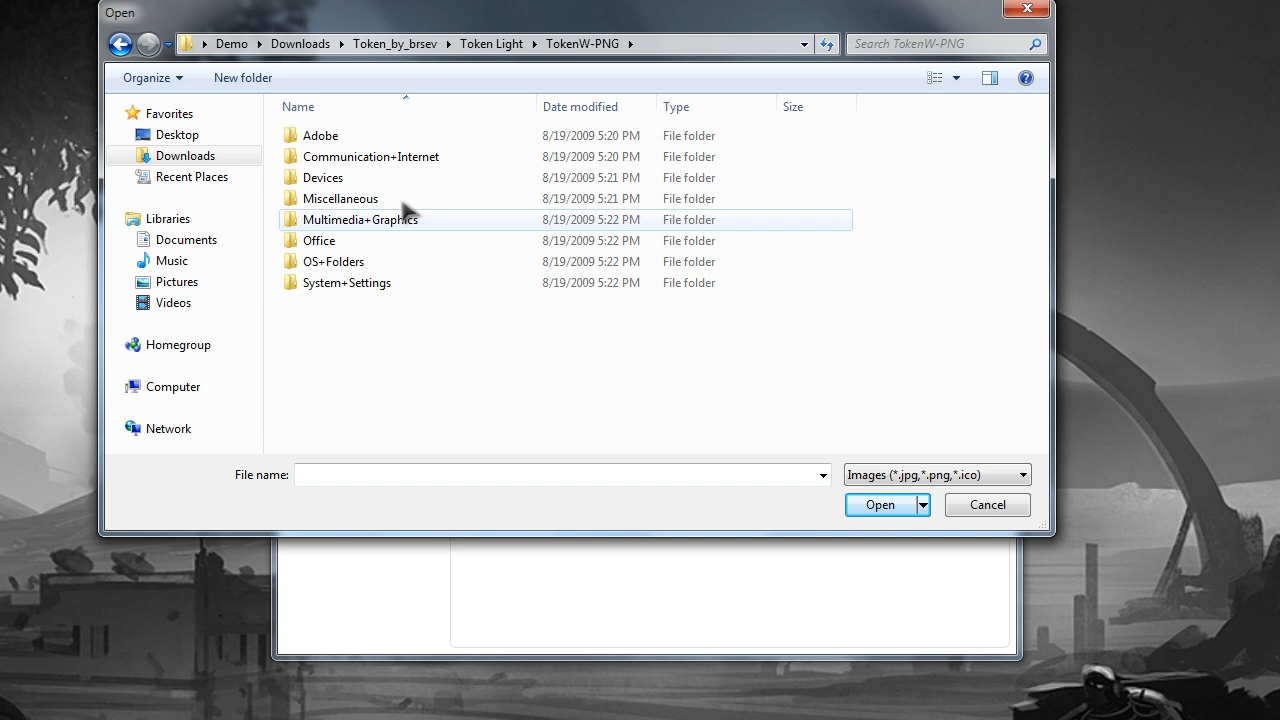 Open
Demo Downloads Token_by_brsev Token Light TokenW-PNG Search TokenW-PNG
Organize New folder
Name Date modified Type Size
Favorites
Desktop
Downloads
Recent Places
Libraries
Documents
Music
Pictures
Videos
Homegroup
Computer
Network
Adobe 8/19/2009 5:20 PM File folder
Communication+Internet 8/19/2009 5:20 PM File folder
Devices 8/19/2009 5:21 PM File folder
Miscellaneous 8/19/2009 5:21 PM File folder
Multimedia+Graphics 8/19/2009 5:22 PM File folder
Office 8/19/2009 5:22 PM File folder
OS+Folders 8/19/2009 5:22 PM File folder
System+Settings 8/19/2009 5:22 PM File folder
File name: Images (*.jpg,*.png,*.ico)
Open Cancel